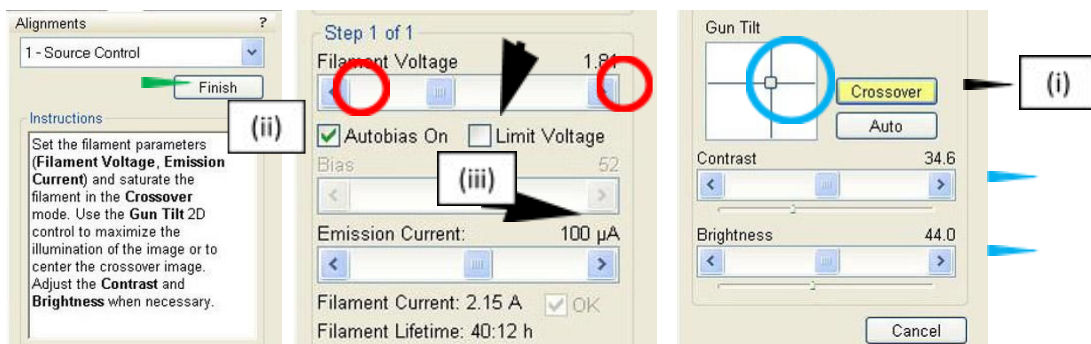 Alignments ?
1 - Source Control
Finish
Instructions
Set the filament parameters
(Filament Voltage, Emission
Current) and saturate the
filament in the Crossover
mode. Use the Gun Tilt 2D
control to maximize the
illumination of the image or to
center the crossover image.
Adjust the Contrast and
Brightness when necessary.
(ii)
Step 1 of 1
Filament Voltage 1.81
Autobias On Limit Voltage
Bias 52
(iii)
Emission Current: 100 µA
Filament Current: 2.15 A OK
Filament Lifetime: 40:12 h
Gun Tilt
Crossover
Auto
(i)
Contrast 34.6
Brightness 44.0
Cancel